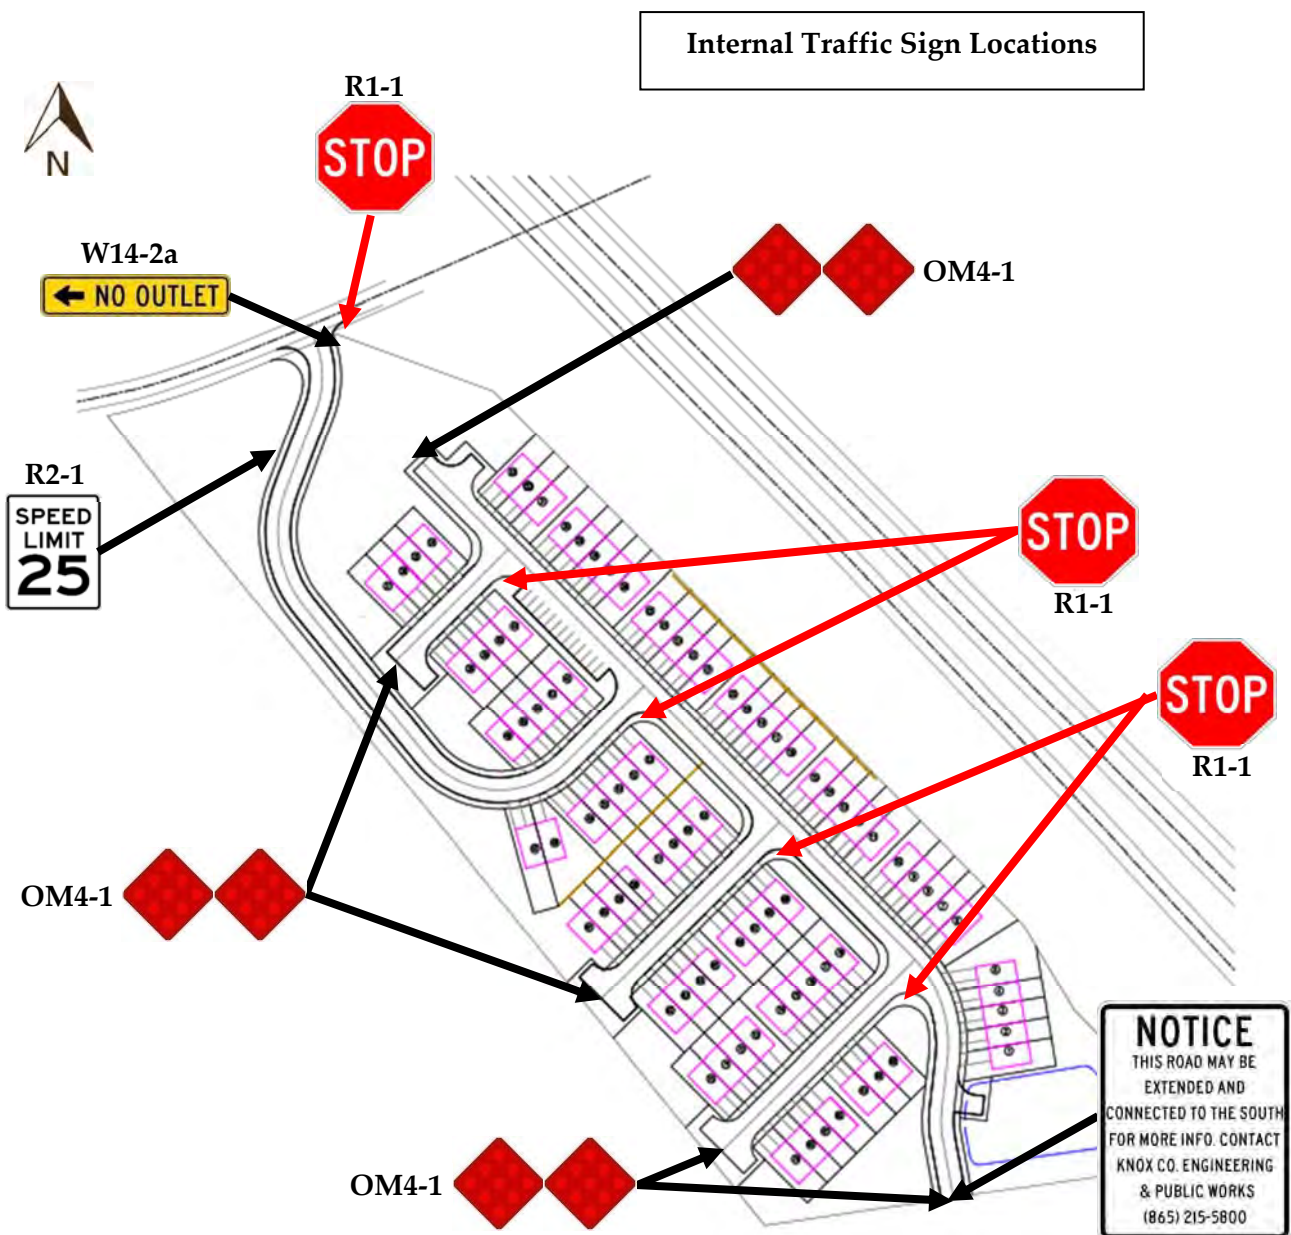 Internal Traffic Sign Locations
R1-1
STOP
N
W14-2a
NO OUTLET
OM4-1
R2-1
SPEED
LIMIT
25
STOP
R1-1
STOP
R1-1
OM4-1
NOTICE
THIS ROAD MAY BE
EXTENDED AND
CONNECTED TO THE SOUTH
FOR MORE INFO. CONTACT
KNOX CO. ENGINEERING
& PUBLIC WORKS
(865) 215-5800
OM4-1